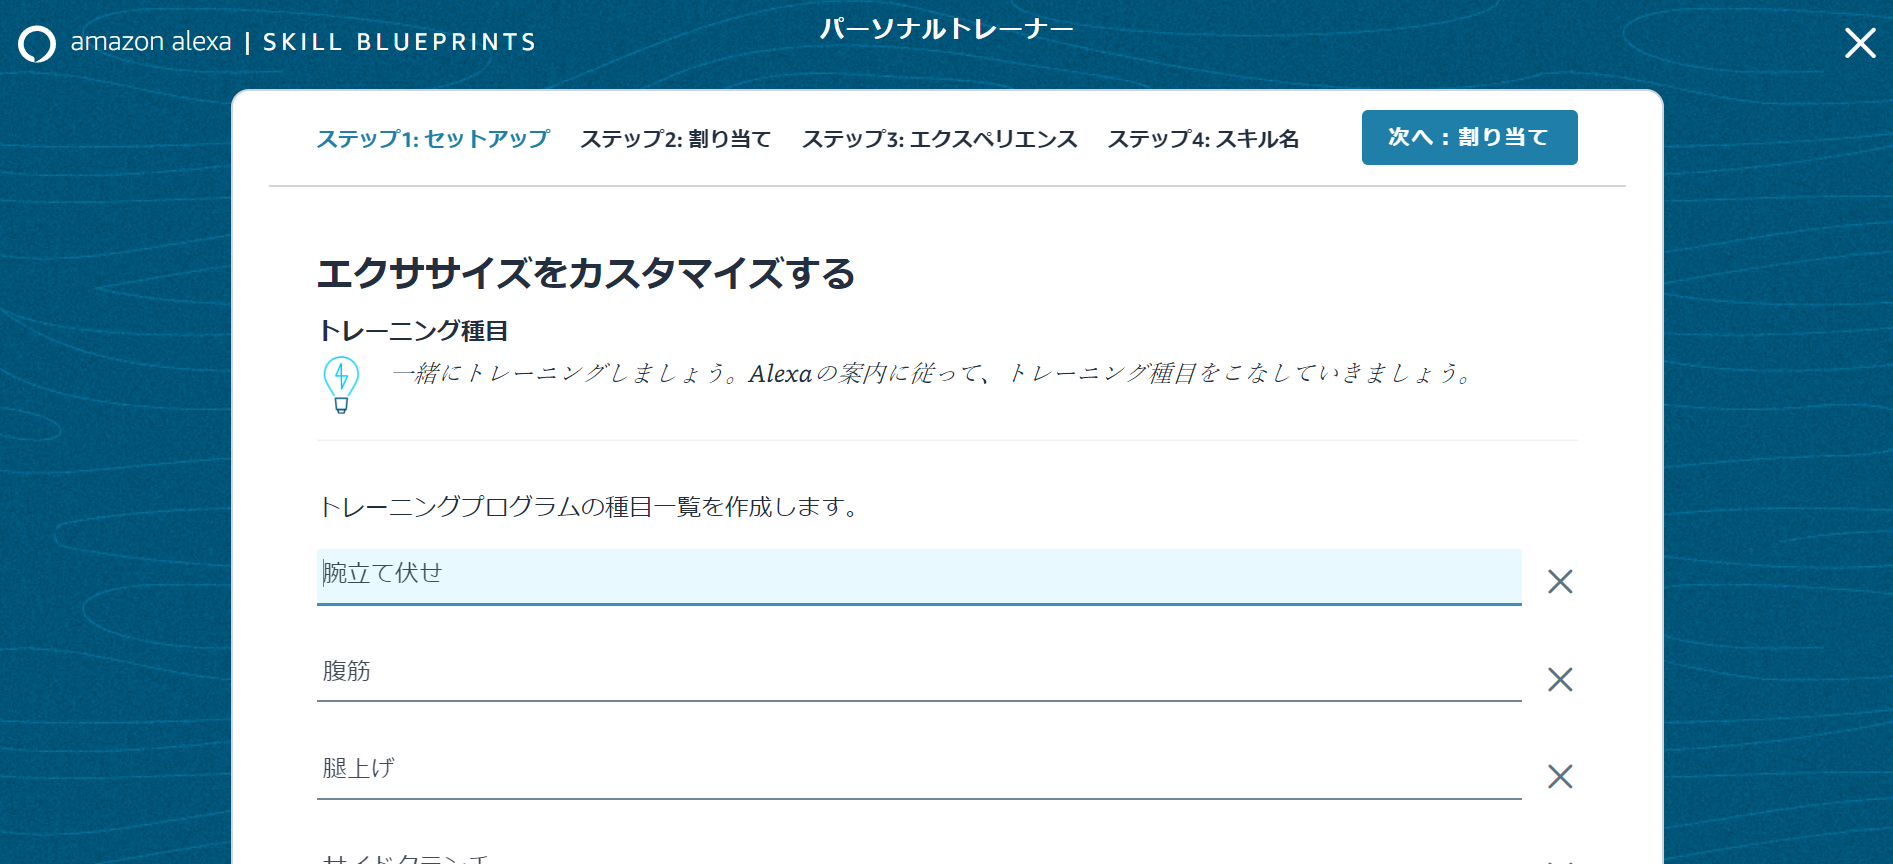 パーソナルトレーナー
amazon alexa | SKILL BLUEPRINTS
ステップ1: セットアップ ステップ2: 割り当て ステップ3: エクスペリエンス ステップ4: スキル名 次へ：割り当て
エクササイズをカスタマイズする
トレーニング種目
一緒にトレーニングしましょう。Alexaの案内に従って、トレーニング種目をこなしていきましょう。
トレーニングプログラムの種目一覧を作成します。
腕立て伏せ
腹筋
腿上げ
サイドクランチ